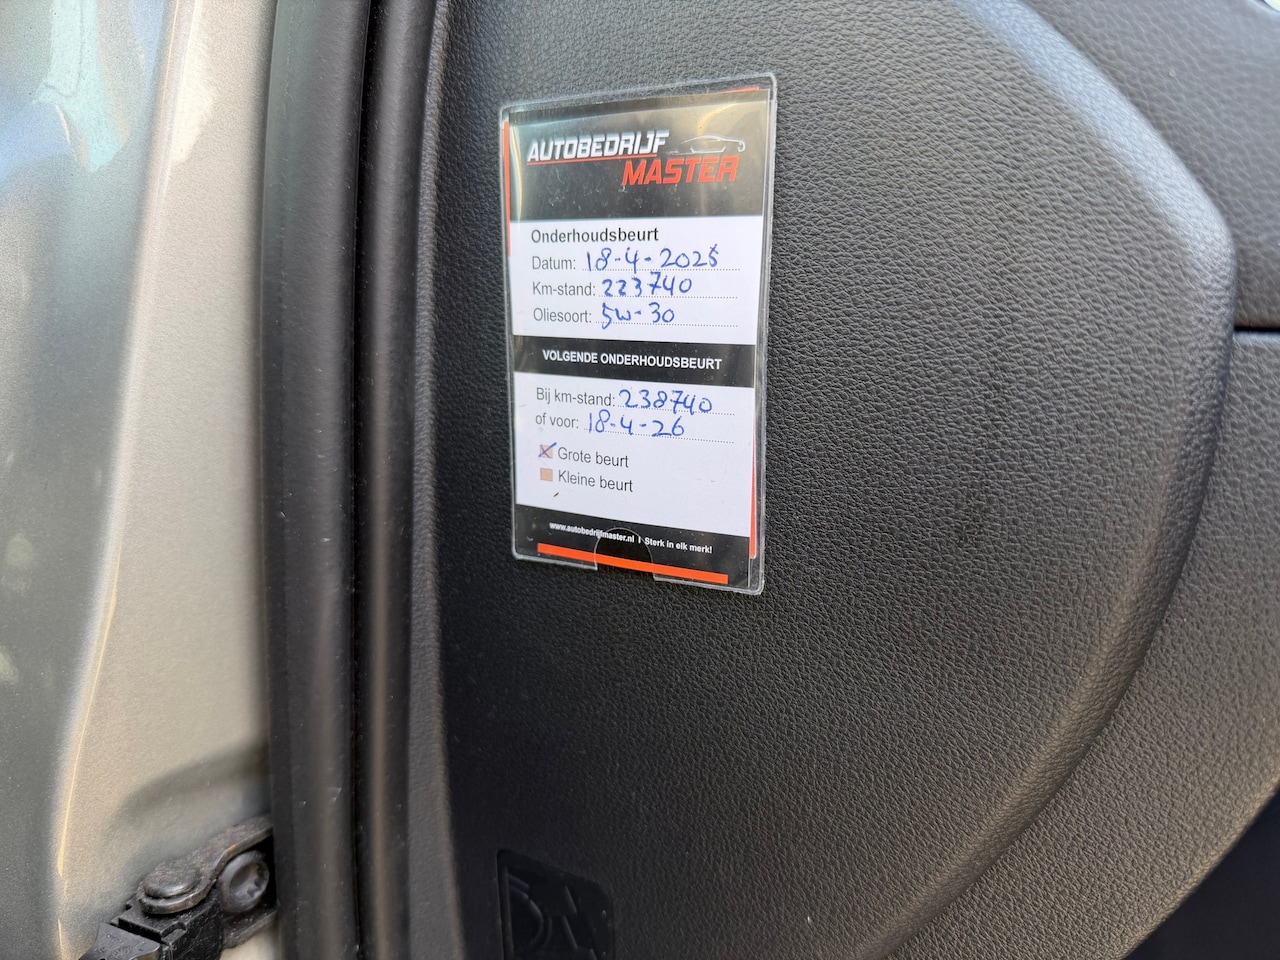 AUTOBEDRIJF
MASTER
Onderhoudsbeurt
Datum: 18-4-2025
Km-stand: 223740
Oliesoort: 5w-30
VOLGENDE ONDERHOUDSBEURT
Bij km-stand: 238740
of voor: 18-4-26
Grote beurt
Kleine beurt
www.autobedrijfmaster.nl | Sterk in elk merk!